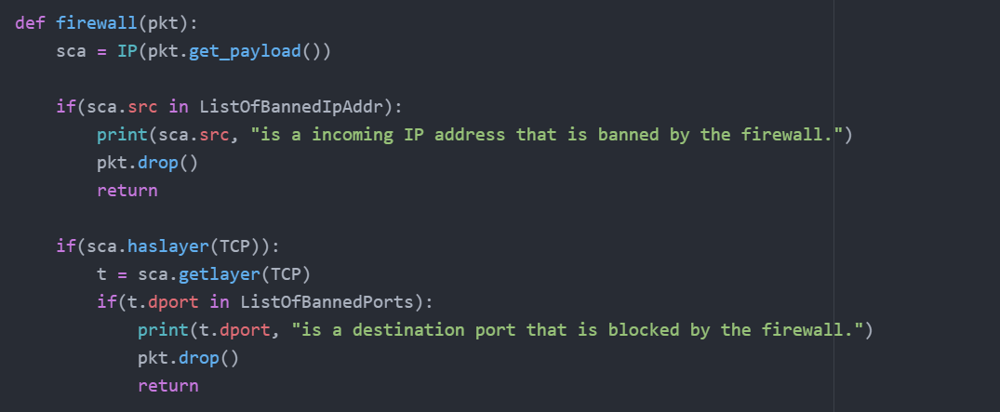 def firewall(pkt):
    sca = IP(pkt.get_payload())

    if(sca.src in ListOfBannedIpAddr):
        print(sca.src, "is a incoming IP address that is banned by the firewall.")
        pkt.drop()
        return

    if(sca.haslayer(TCP)):
        t = sca.getlayer(TCP)
        if(t.dport in ListOfBannedPorts):
            print(t.dport, "is a destination port that is blocked by the firewall.")
            pkt.drop()
            return